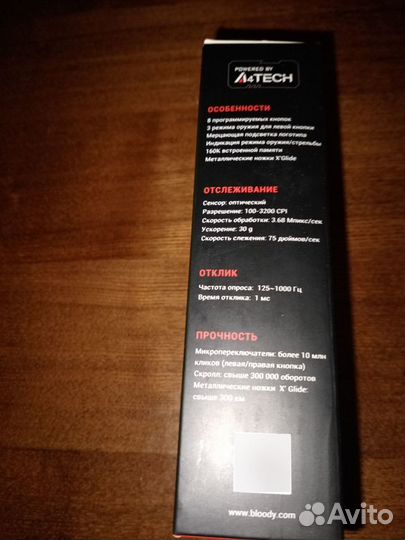 POWERED BY
A4TECH
ОСОБЕННОСТИ
8 программируемых кнопок
3 режима оружия для левой кнопки
Мерцающая подсветка логотипа
Индикация режима оружия/стрельбы
160K встроенной памяти
Металлические ножки X'Glide
ОТСЛЕЖИВАНИЕ
Сенсор: оптический
Разрешение: 100-3200 CPI
Скорость обработки: 3.68 Мпикс/сек
Ускорение: 30 g
Скорость слежения: 75 дюймов/сек
ОТКЛИК
Частота опроса: 125~1000 Гц
Время отклика: 1 мс
ПРОЧНОСТЬ
Микропереключатели: более 10 млн
кликов (левая/правая кнопка)
Скролл: свыше 300 000 оборотов
Металлические ножки X' Glide:
свыше 300 км
www.bloody.com
Avito